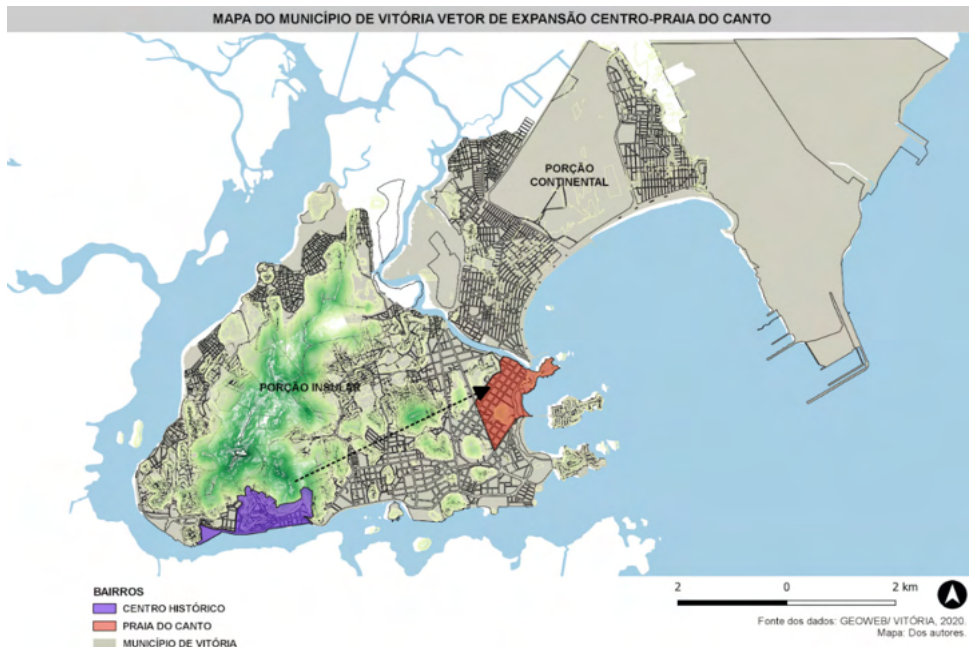 MAPA DO MUNICÍPIO DE VITÓRIA VETOR DE EXPANSÃO CENTRO-PRAIA DO CANTO
PORÇÃO
CONTINENTAL
PORÇÃO INSULAR
BAIRROS
CENTRO HISTÓRICO
PRAIA DO CANTO
MUNICÍPIO DE VITÓRIA
2 0 2 km
Fonte dos dados: GEOWEB/ VITÓRIA, 2020.
Mapa: Dos autores.